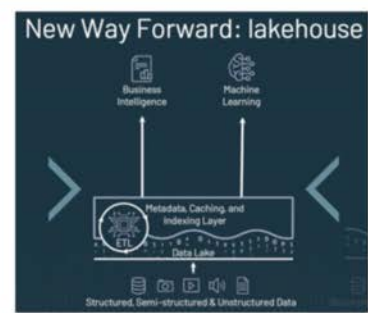 New Way Forward: lakehouse
Business
Intelligence
Machine
Learning
Metadata, Caching, and
Indexing Layer
ETL
Data Lake
Structured, Semi-structured & Unstructured Data